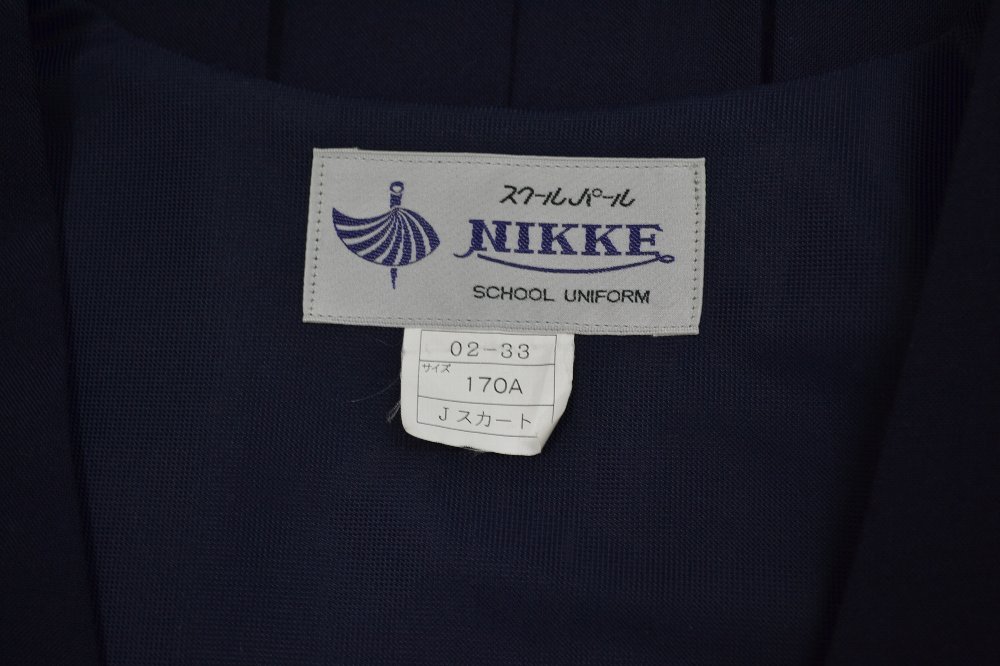 スクールパール
NIKKE
SCHOOL UNIFORM
02-33
サイズ
170A
Jスカート